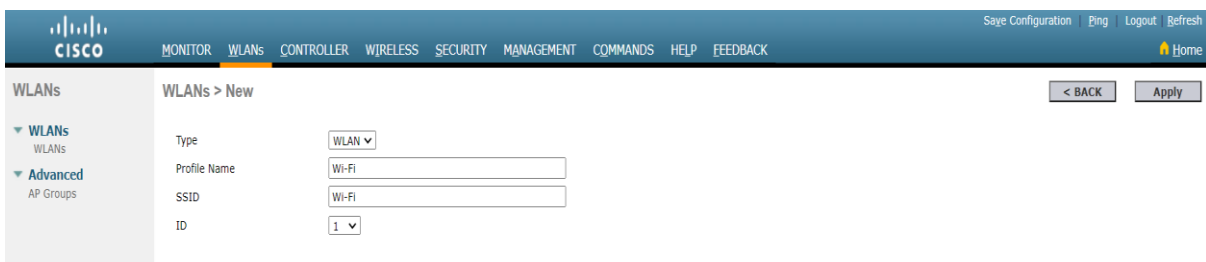 Save Configuration | Ping | Logout | Refresh
CISCO
MONITOR WLANs CONTROLLER WIRELESS SECURITY MANAGEMENT COMMANDS HELP FEEDBACK
Home
WLANs
WLANs
WLANs
Advanced
AP Groups
WLANs > New
< BACK
Apply
Type WLAN
Profile Name Wi-Fi
SSID Wi-Fi
ID 1